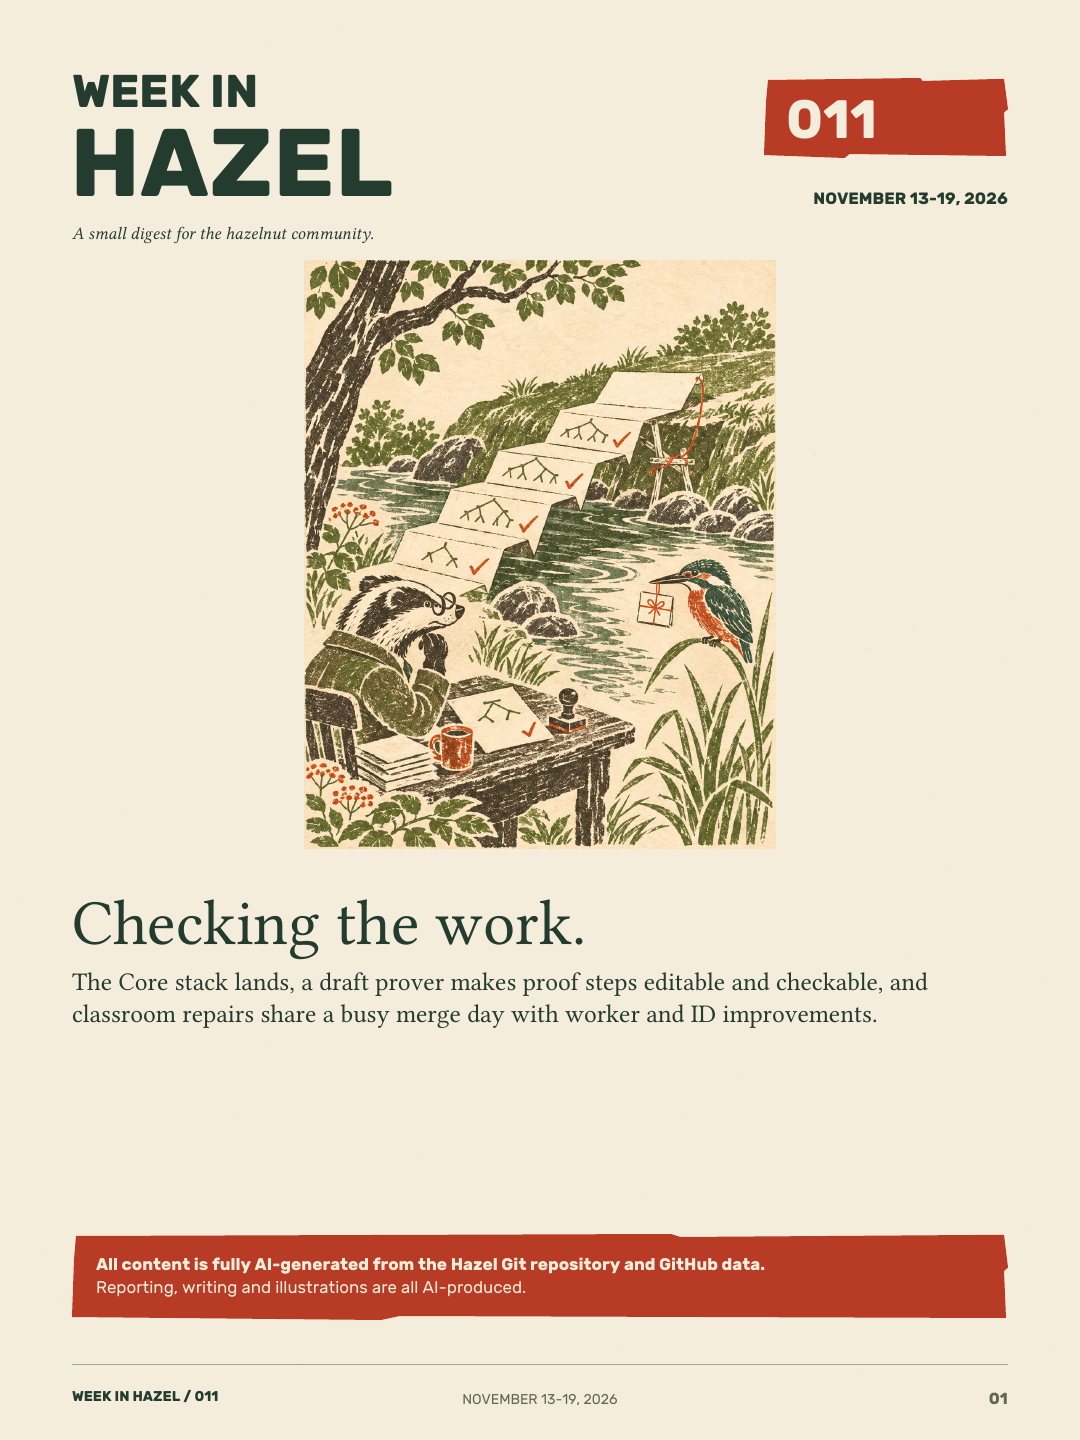 WEEK IN
HAZEL
011
NOVEMBER 13-19, 2026
A small digest for the hazelnut community.
Checking the work.
The Core stack lands, a draft prover makes proof steps editable and checkable, and
classroom repairs share a busy merge day with worker and ID improvements.
All content is fully AI-generated from the Hazel Git repository and GitHub data.
Reporting, writing and illustrations are all AI-produced.
WEEK IN HAZEL / 011
NOVEMBER 13-19, 2026
01